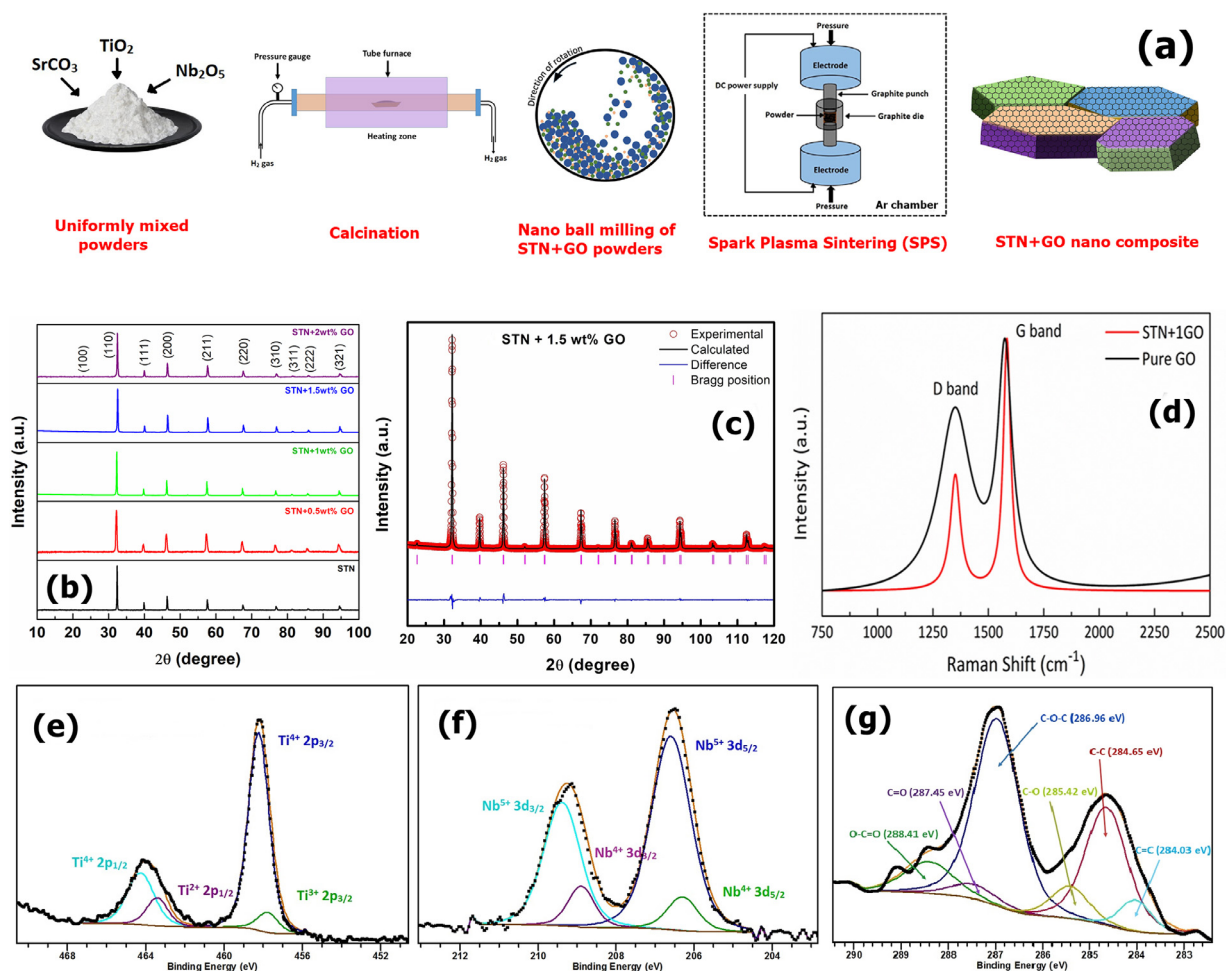 (a)
SrCO3
TiO2
Nb2O5
Uniformly mixed
powders
Pressure gauge
Tube furnace
Heating zone
H2 gas
H2 gas
Calcination
Direction of rotation
Nano ball milling of
STN+GO powders
Pressure
Electrode
DC power supply
Graphite punch
Powder
Graphite die
Electrode
Pressure
Ar chamber
Spark Plasma Sintering (SPS)
STN+GO nano composite
(b)
Intensity (a.u.)
(100)
(110)
(111)
(200)
(211)
(220)
(310)
(311)
(222)
(321)
STN+2wt% GO
STN+1.5wt% GO
STN+1wt% GO
STN+0.5wt% GO
STN
10 20 30 40 50 60 70 80 90 100
2θ (degree)
(c)
Intensity (a.u.)
STN + 1.5 wt% GO
Experimental
Calculated
Difference
Bragg position
20 30 40 50 60 70 80 90 100 110 120
2θ (degree)
(d)
Intensity (a.u.)
D band
G band
STN+1GO
Pure GO
750 1000 1250 1500 1750 2000 2250 2500
Raman Shift (cm-1)
(e)
Ti4+ 2p3/2
Ti4+ 2p1/2
Ti2+ 2p1/2
Ti3+ 2p3/2
468 464 460 456 452
Binding Energy (eV)
(f)
Nb5+ 3d5/2
Nb5+ 3d3/2
Nb4+ 3d3/2
Nb4+ 3d5/2
212 210 208 206 204
Binding Energy (eV)
(g)
C-O-C (286.96 eV)
C-C (284.65 eV)
C=O (287.45 eV)
C-O (285.42 eV)
O-C=O (288.41 eV)
C=C (284.03 eV)
290 289 288 287 286 285 284 283
Binding Energy (eV)